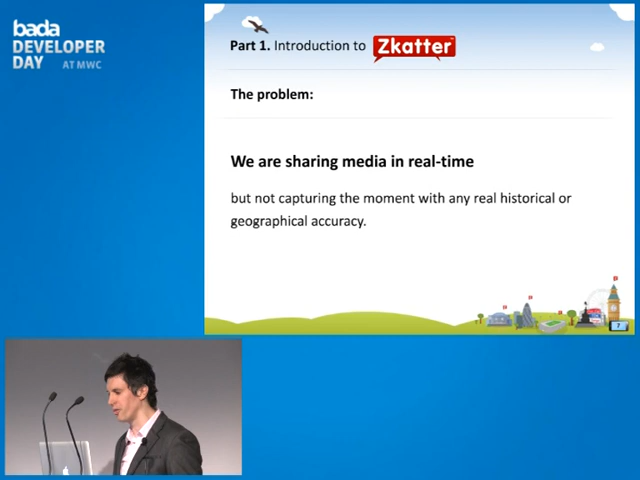 bada
DEVELOPER
DAY AT MWC
Part 1. Introduction to Zkatter
The problem:
We are sharing media in real-time
but not capturing the moment with any real historical or
geographical accuracy.
7